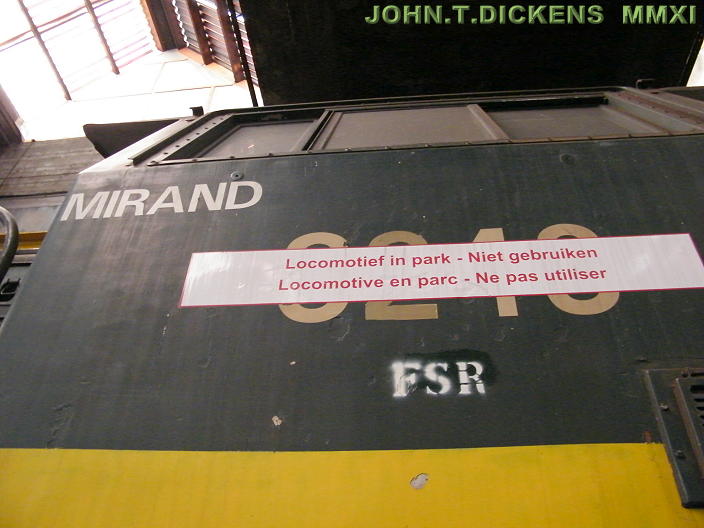 JOHN.T.DICKENS MMXI
MIRAND
Locomotief in park - Niet gebruiken
Locomotive en parc - Ne pas utiliser
FSR